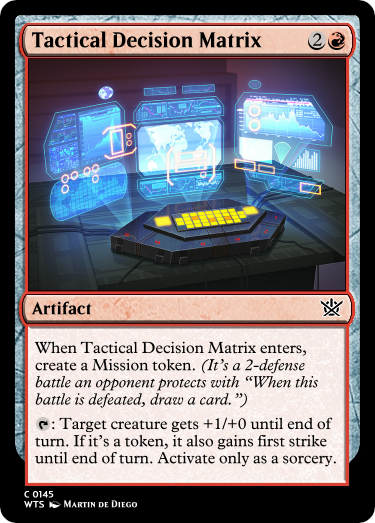 Tactical Decision Matrix 2
Artifact
When Tactical Decision Matrix enters,
create a Mission token. (It's a 2-defense
battle an opponent protects with “When this
battle is defeated, draw a card.”)
: Target creature gets +1/+0 until end of
turn. If it's a token, it also gains first strike
until end of turn. Activate only as a sorcery.
C 0145
WTS Martin de Diego